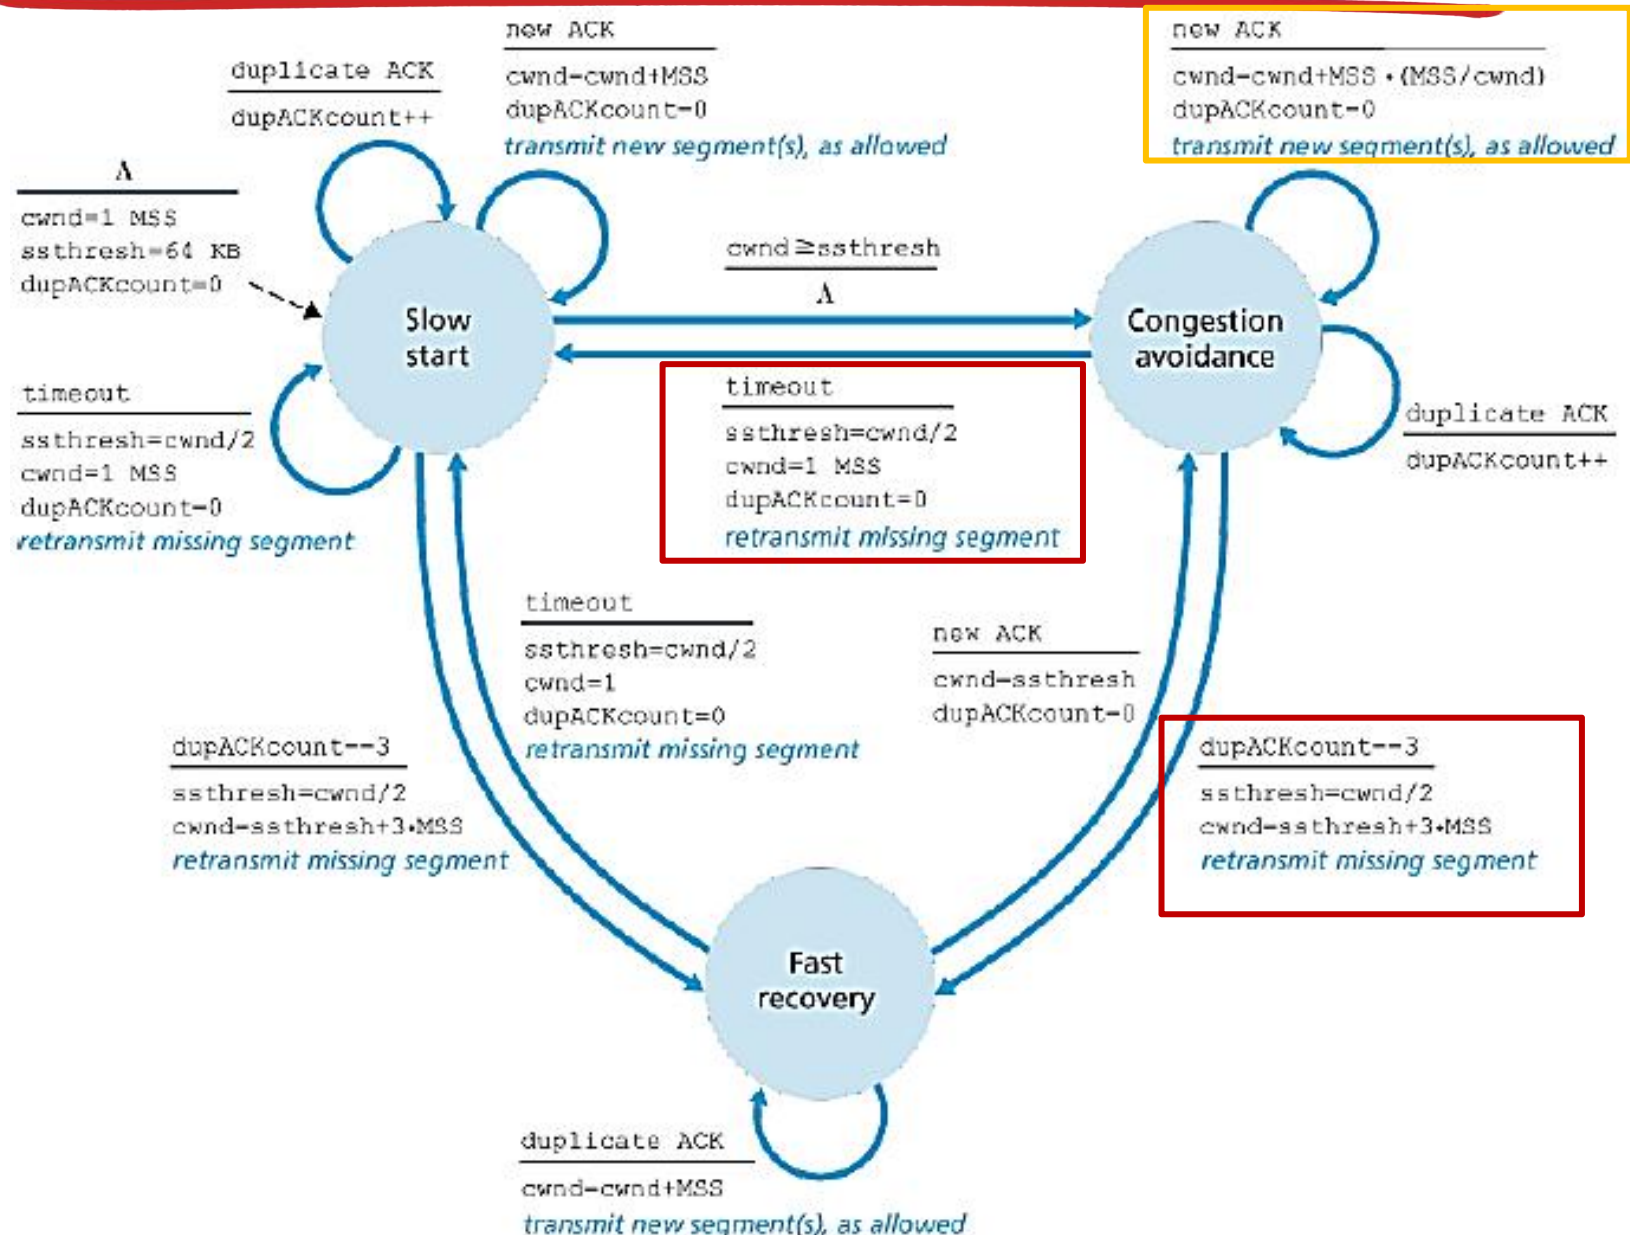 new ACK
cwnd=cwnd+MSS
dupACKcount=0
transmit new segment(s), as allowed
new ACK
cwnd=cwnd+MSS •(MSS/cwnd)
dupACKcount=0
transmit new segment(s), as allowed
duplicate ACK
dupACKcount++
Λ
cwnd=1 MSS
ssthresh=64 KB
dupACKcount=0
cwnd≥ssthresh
Λ
Slow
start
Congestion
avoidance
timeout
ssthresh=cwnd/2
cwnd=1 MSS
dupACKcount=0
retransmit missing segment
timeout
ssthresh=cwnd/2
cwnd=1 MSS
dupACKcount=0
retransmit missing segment
duplicate ACK
dupACKcount++
timeout
ssthresh=cwnd/2
cwnd=1
dupACKcount=0
retransmit missing segment
new ACK
cwnd=ssthresh
dupACKcount=0
dupACKcount==3
ssthresh=cwnd/2
cwnd=ssthresh+3•MSS
retransmit missing segment
dupACKcount==3
ssthresh=cwnd/2
cwnd=ssthresh+3•MSS
retransmit missing segment
Fast
recovery
duplicate ACK
cwnd=cwnd+MSS
transmit new segment(s), as allowed